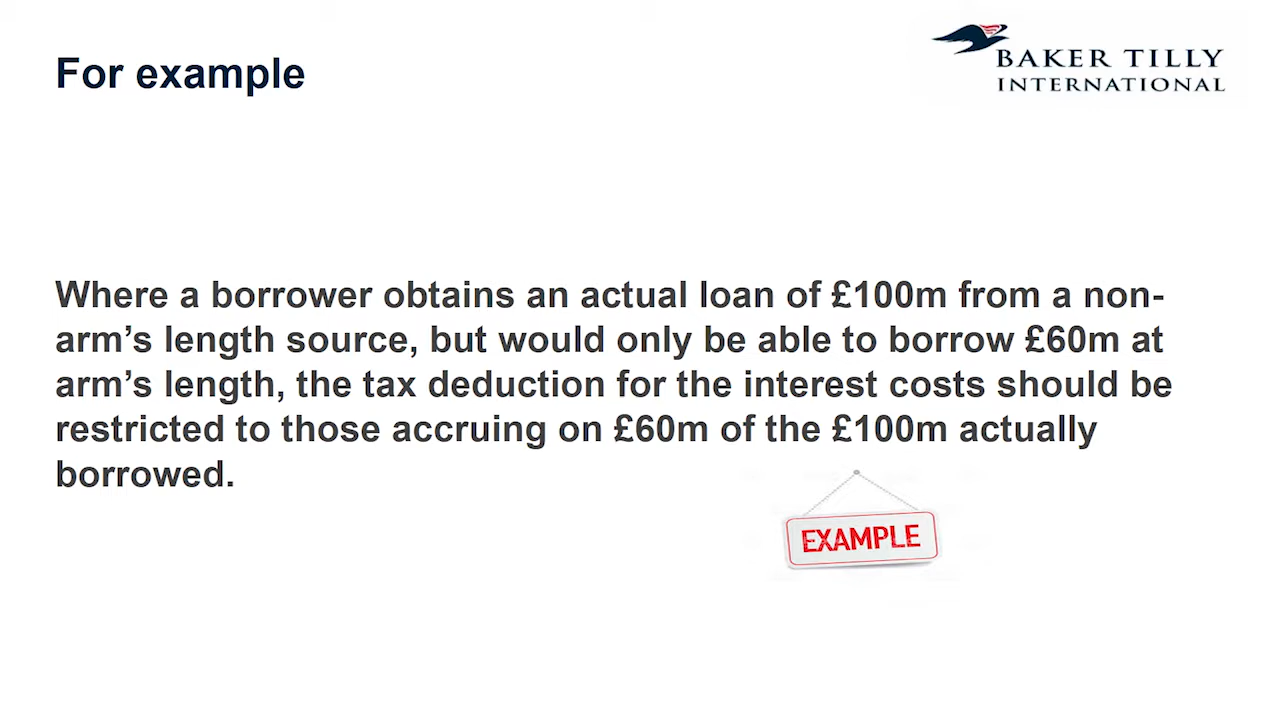 For example
BAKER TILLY
INTERNATIONAL
Where a borrower obtains an actual loan of £100m from a non-
arm’s length source, but would only be able to borrow £60m at
arm’s length, the tax deduction for the interest costs should be
restricted to those accruing on £60m of the £100m actually
borrowed.
EXAMPLE